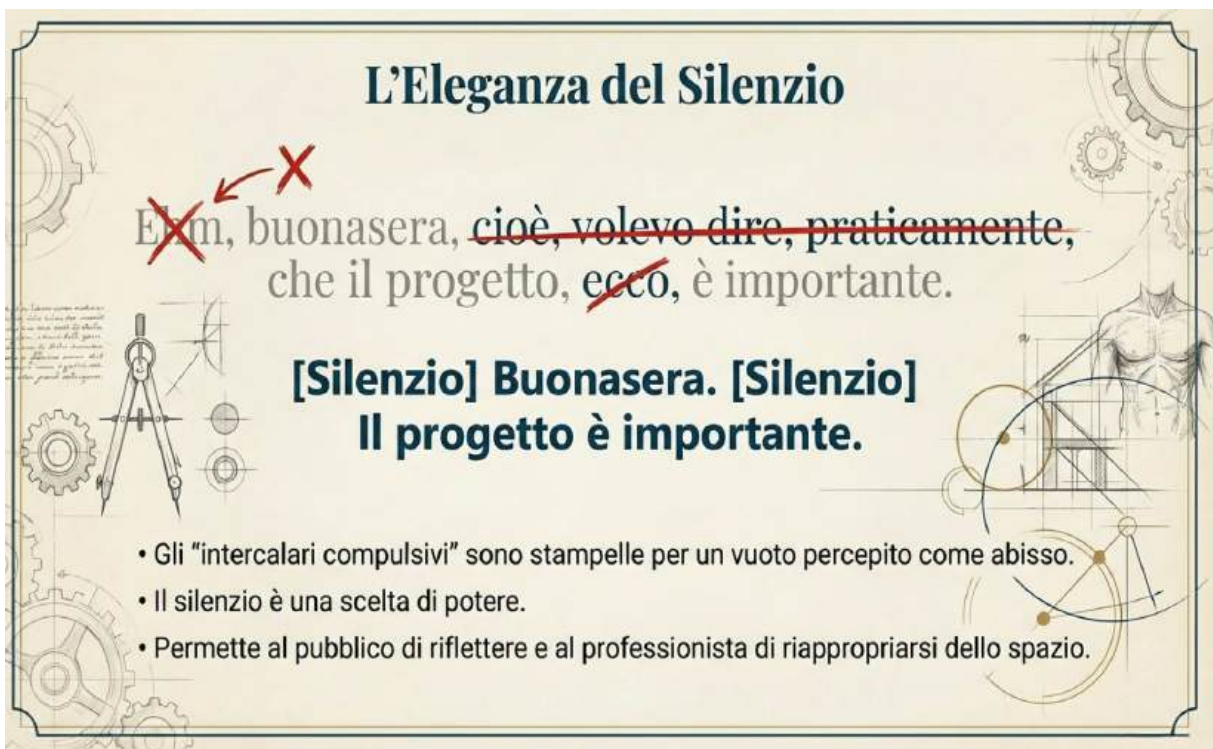 L’Eleganza del Silenzio
Ehm, buonasera, cioè, volevo dire, praticamente,
che il progetto, ecco, è importante.
[Silenzio] Buonasera. [Silenzio]
Il progetto è importante.
• Gli “intercalari compulsivi” sono stampelle per un vuoto percepito come abisso.
• Il silenzio è una scelta di potere.
• Permette al pubblico di riflettere e al professionista di riappropriarsi dello spazio.